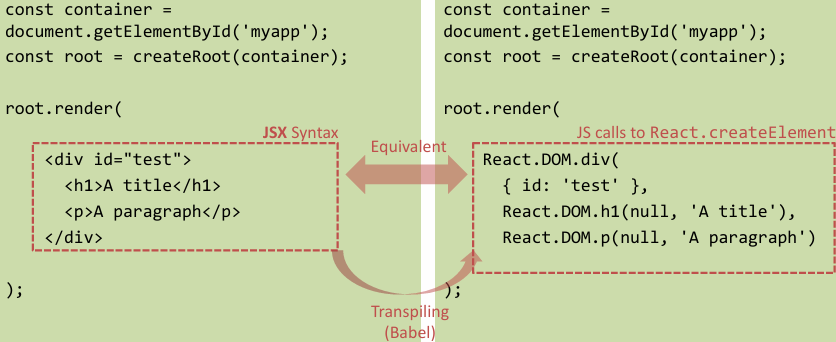 const container =
document.getElementById('myapp');
const root = createRoot(container);
root.render(
JSX Syntax
<div id="test">
<h1>A title</h1>
<p>A paragraph</p>
</div>
);
Equivalent
Transpiling
(Babel)
const container =
document.getElementById('myapp');
const root = createRoot(container);
root.render(
JS calls to React.createElement
React.DOM.div(
{ id: 'test' },
React.DOM.h1(null, 'A title'),
React.DOM.p(null, 'A paragraph')
);